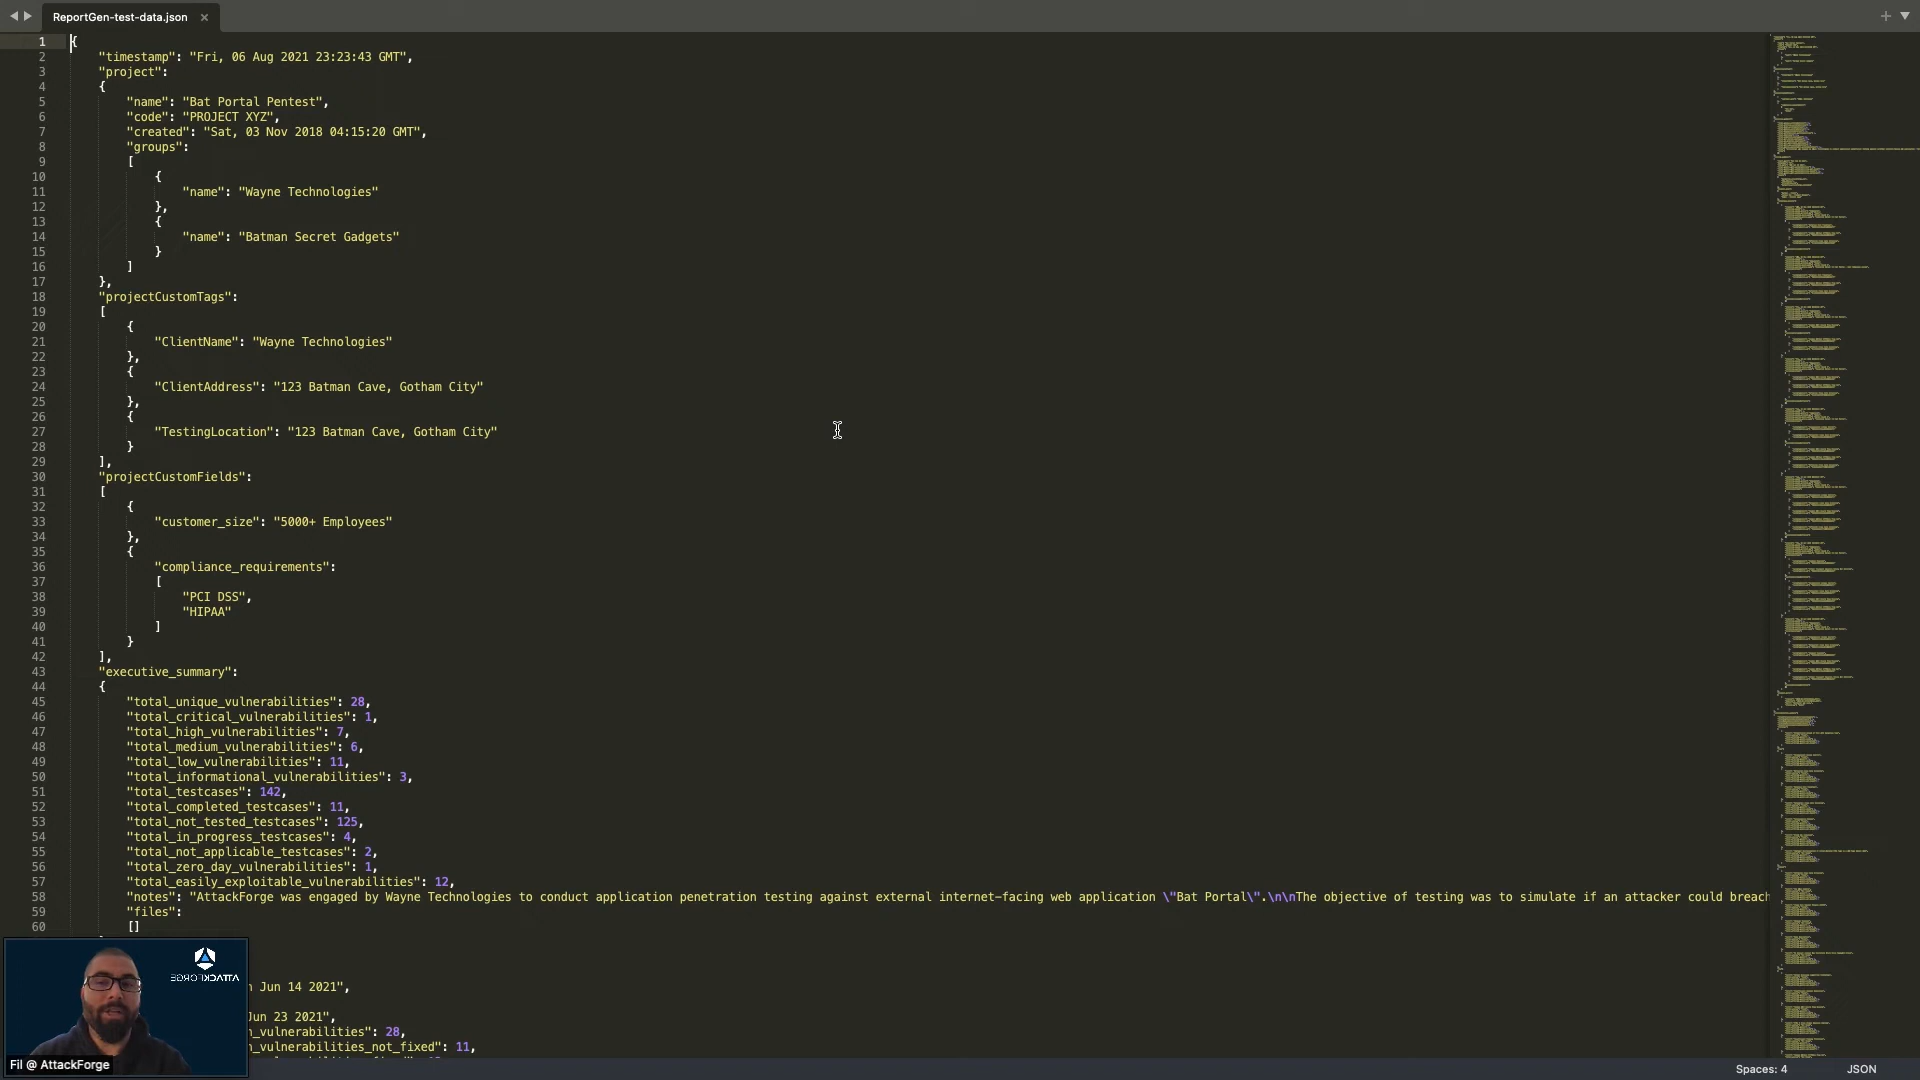 ReportGen-test-data.json ×
1 {
2 "timestamp": "Fri, 06 Aug 2021 23:23:43 GMT",
3 "project":
4 {
5 "name": "Bat Portal Pentest",
6 "code": "PROJECT XYZ",
7 "created": "Sat, 03 Nov 2018 04:15:20 GMT",
8 "groups":
9 [
10 {
11 "name": "Wayne Technologies"
12 },
13 {
14 "name": "Batman Secret Gadgets"
15 }
16 ]
17 },
18 "projectCustomTags":
19 [
20 {
21 "ClientName": "Wayne Technologies"
22 },
23 {
24 "ClientAddress": "123 Batman Cave, Gotham City"
25 },
26 {
27 "TestingLocation": "123 Batman Cave, Gotham City"
28 }
29 ],
30 "projectCustomFields":
31 [
32 {
33 "customer_size": "5000+ Employees"
34 },
35 {
36 "compliance_requirements":
37 [
38 "PCI DSS",
39 "HIPAA"
40 ]
41 }
42 ],
43 "executive_summary":
44 {
45 "total_unique_vulnerabilities": 28,
46 "total_critical_vulnerabilities": 1,
47 "total_high_vulnerabilities": 7,
48 "total_medium_vulnerabilities": 6,
49 "total_low_vulnerabilities": 11,
50 "total_informational_vulnerabilities": 3,
51 "total_testcases": 142,
52 "total_completed_testcases": 11,
53 "total_not_tested_testcases": 125,
54 "total_in_progress_testcases": 4,
55 "total_not_applicable_testcases": 2,
56 "total_zero_day_vulnerabilities": 1,
57 "total_easily_exploitable_vulnerabilities": 12,
58 "notes": "AttackForge was engaged by Wayne Technologies to conduct application penetration testing against external internet-facing web application \"Bat Portal\".\n\nThe objective of testing was to simulate if an attacker could breach
59 "files":
60 []
ATTACKFORGE
Jun 14 2021",
Jun 23 2021",
_vulnerabilities": 28,
_vulnerabilities_not_fixed": 11,
Fil @ AttackForge
Spaces: 4
JSON